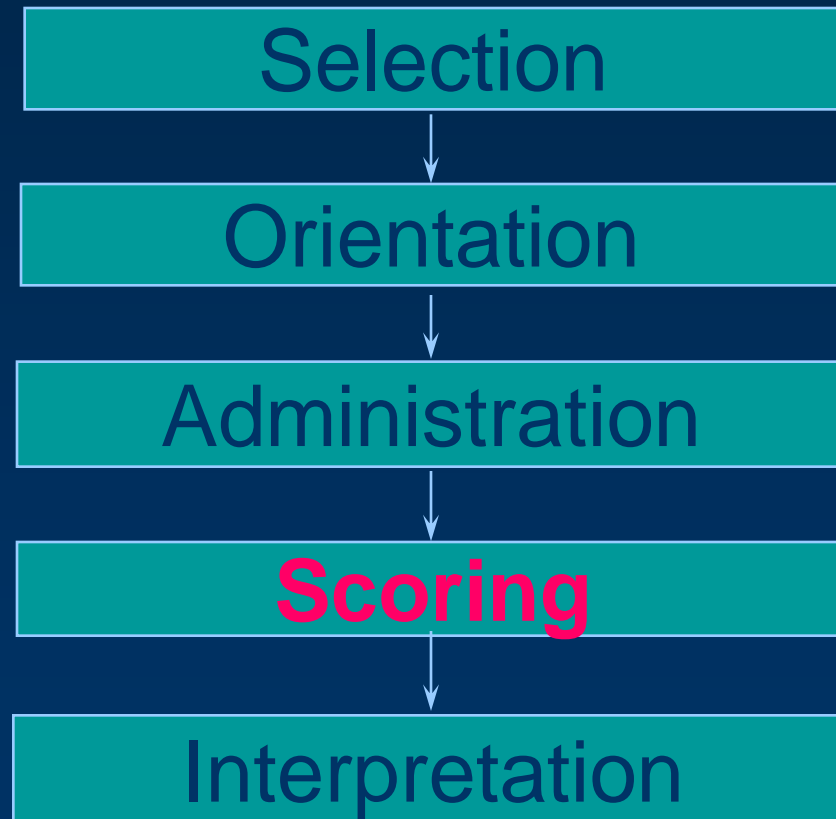 Selection
Orientation
Administration
Scoring
Interpretation